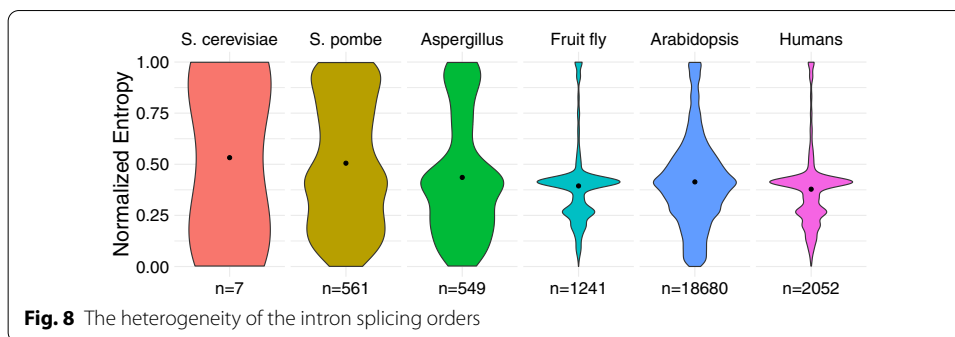 S. cerevisiae S. pombe Aspergillus Fruit fly Arabidopsis Humans
Normalized Entropy
1.00
0.75
0.50
0.25
0.00
n=7 n=561 n=549 n=1241 n=18680 n=2052
Fig. 8 The heterogeneity of the intron splicing orders